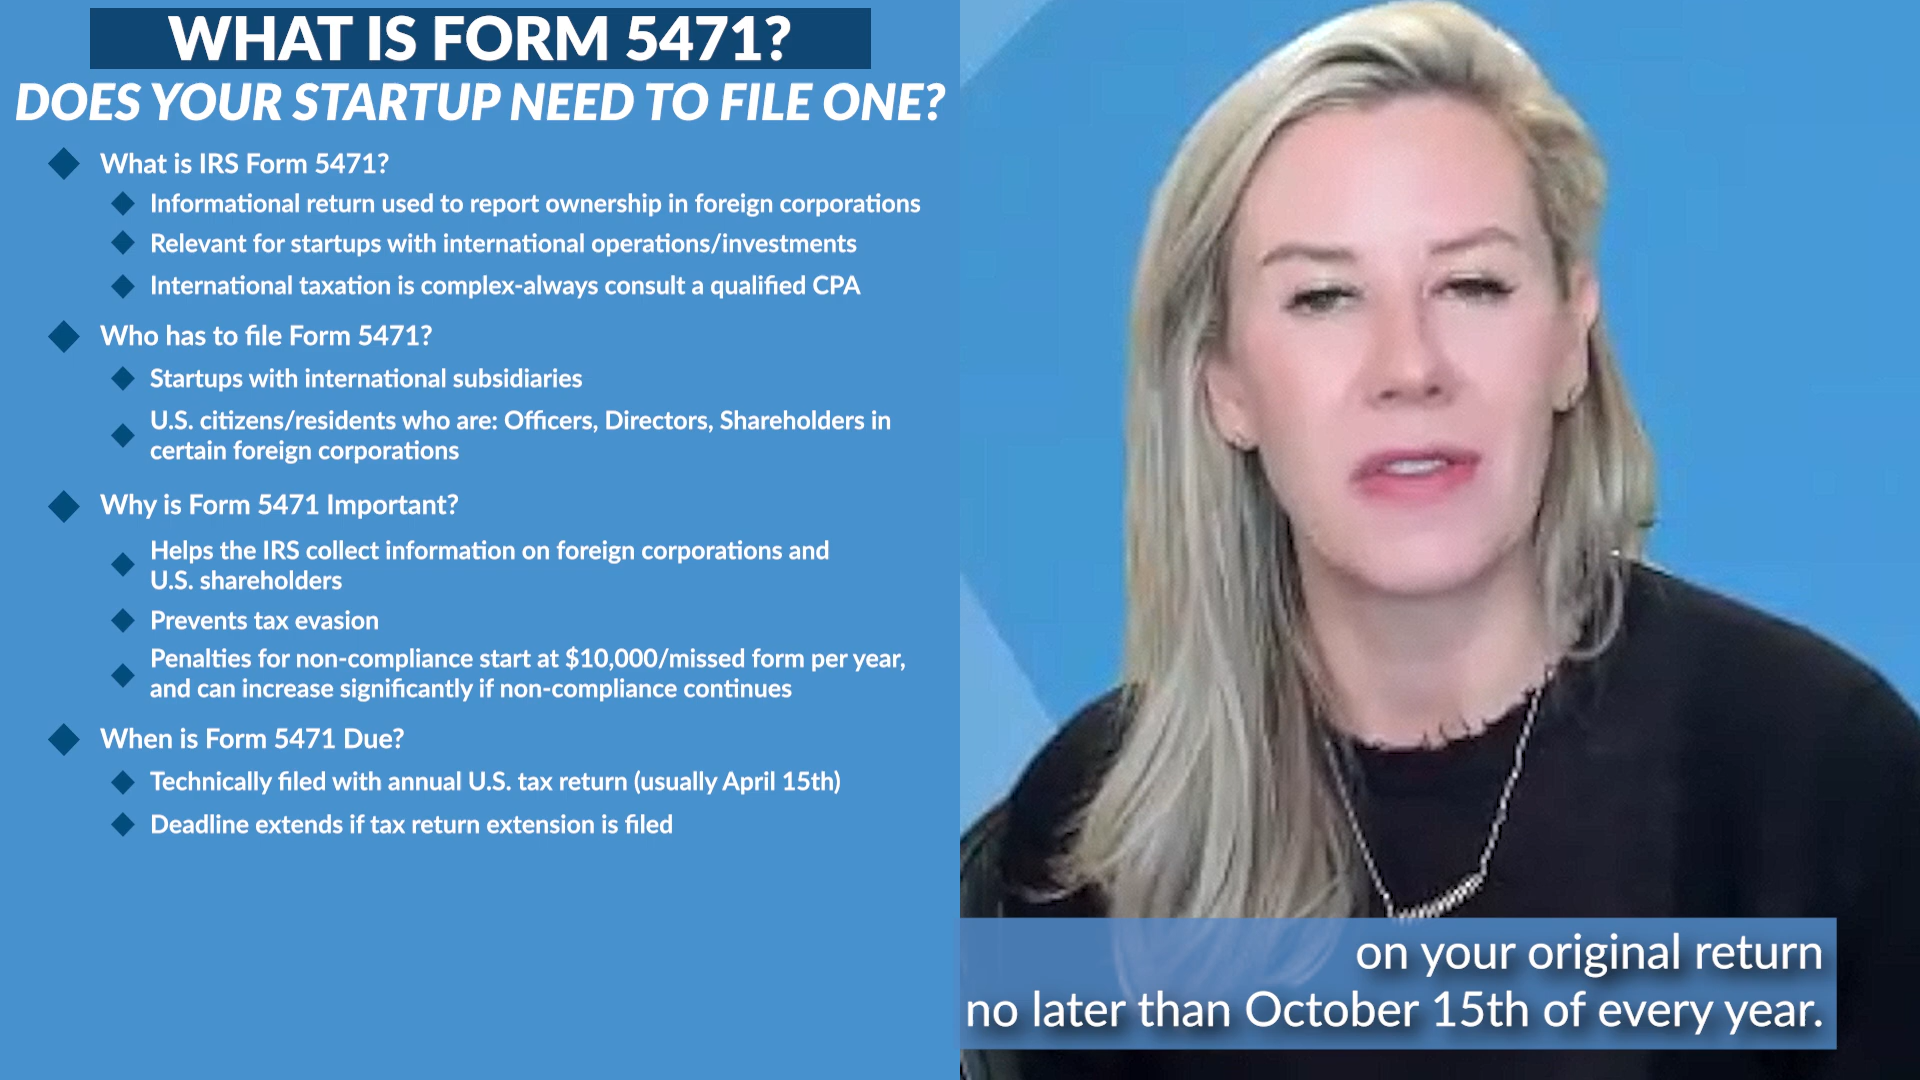 WHAT IS FORM 5471?
DOES YOUR STARTUP NEED TO FILE ONE?
What is IRS Form 5471?
Informational return used to report ownership in foreign corporations
Relevant for startups with international operations/investments
International taxation is complex-always consult a qualified CPA
Who has to file Form 5471?
Startups with international subsidiaries
U.S. citizens/residents who are: Officers, Directors, Shareholders in
certain foreign corporations
Why is Form 5471 Important?
Helps the IRS collect information on foreign corporations and
U.S. shareholders
Prevents tax evasion
Penalties for non-compliance start at $10,000/missed form per year,
and can increase significantly if non-compliance continues
When is Form 5471 Due?
Technically filed with annual U.S. tax return (usually April 15th)
Deadline extends if tax return extension is filed
on your original return
no later than October 15th of every year.